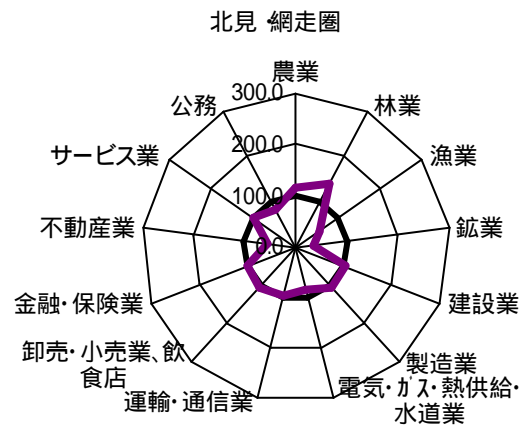 北見・網走圏
農業
林業
漁業
鉱業
建設業
製造業
電気・ガス・熱供給・
水道業
運輸・通信業
卸売・小売業、飲
食店
金融・保険業
不動産業
サービス業
公務
300.0
200.0
100.0
0.0